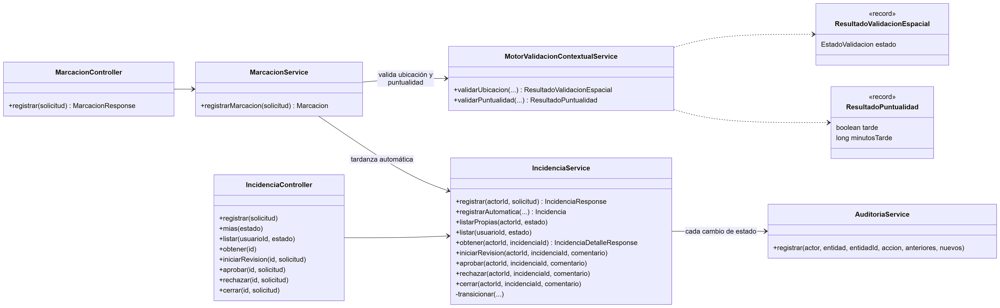 MarcacionController
+registrar(solicitud) : MarcacionResponse
MarcacionService
+registrarMarcacion(solicitud) : Marcacion
valida ubicación y
puntualidad
MotorValidacionContextualService
+validarUbicacion(...) : ResultadoValidacionEspacial
+validarPuntualidad(...) : ResultadoPuntualidad
«record»
ResultadoValidacionEspacial
EstadoValidacion estado
«record»
ResultadoPuntualidad
boolean tarde
long minutosTarde
tardanza automática
IncidenciaController
+registrar(solicitud)
+mias(estado)
+listar(usuarioId, estado)
+obtener(id)
+iniciarRevision(id, solicitud)
+aprobar(id, solicitud)
+rechazar(id, solicitud)
+cerrar(id, solicitud)
IncidenciaService
+registrar(actorId, solicitud) : IncidenciaResponse
+registrarAutomatica(...) : Incidencia
+listarPropias(actorId, estado)
+listar(usuarioId, estado)
+obtener(actorId, incidenciaId) : IncidenciaDetalleResponse
+iniciarRevision(actorId, incidenciaId, comentario)
+aprobar(actorId, incidenciaId, comentario)
+rechazar(actorId, incidenciaId, comentario)
+cerrar(actorId, incidenciaId, comentario)
-transicionar(...)
cada cambio de estado
AuditoriaService
+registrar(actor, entidad, entidadId, accion, anteriores, nuevos)